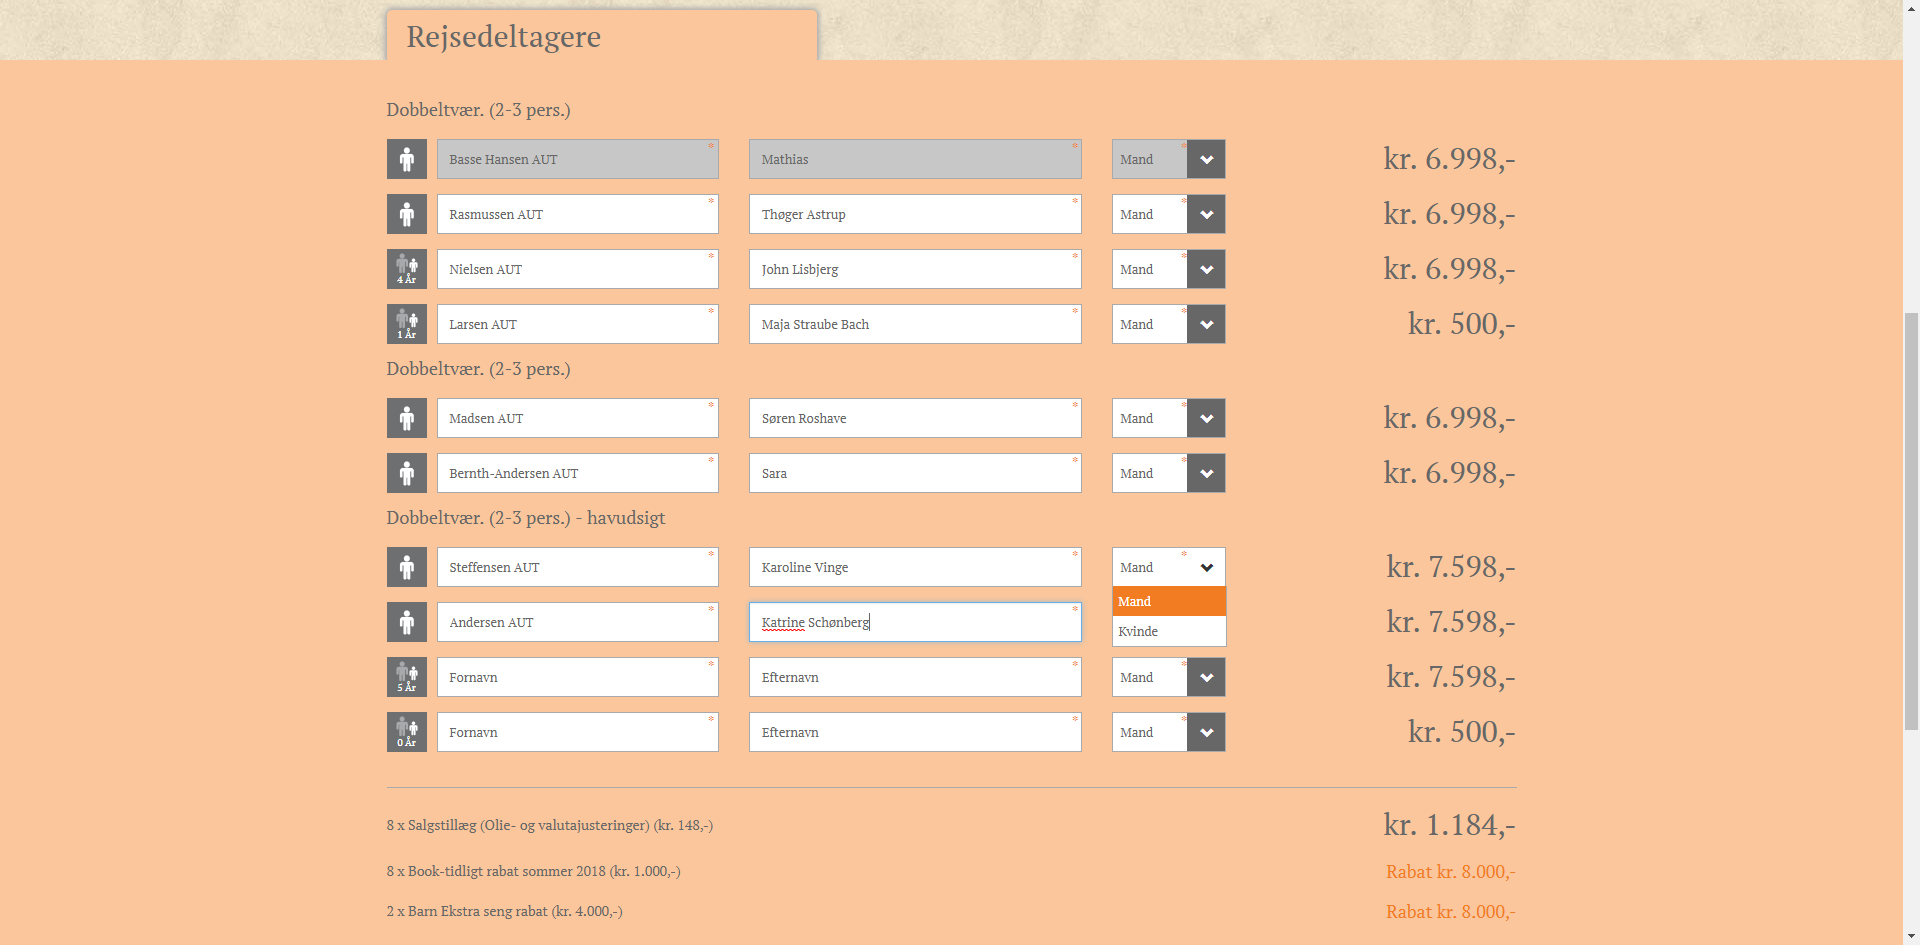 Rejsedeltagere
Dobbeltvær. (2-3 pers.)
Basse Hansen AUT * Mathias * Mand * kr. 6.998,-
Rasmussen AUT * Thøger Astrup * Mand * kr. 6.998,-
4 År Nielsen AUT * John Lisbjerg * Mand * kr. 6.998,-
1 År Larsen AUT * Maja Straube Bach * Mand * kr. 500,-
Dobbeltvær. (2-3 pers.)
Madsen AUT * Søren Roshave * Mand * kr. 6.998,-
Bernth-Andersen AUT * Sara * Mand * kr. 6.998,-
Dobbeltvær. (2-3 pers.) - havudsigt
Steffensen AUT * Karoline Vinge * Mand * kr. 7.598,-
Mand
Andersen AUT * Katrine Schønberg * kr. 7.598,-
Kvinde
5 År Fornavn * Efternavn * Mand * kr. 7.598,-
0 År Fornavn * Efternavn * Mand * kr. 500,-
8 x Salgstillæg (Olie- og valutajusteringer) (kr. 148,-) kr. 1.184,-
8 x Book-tidligt rabat sommer 2018 (kr. 1.000,-) Rabat kr. 8.000,-
2 x Barn Ekstra seng rabat (kr. 4.000,-) Rabat kr. 8.000,-